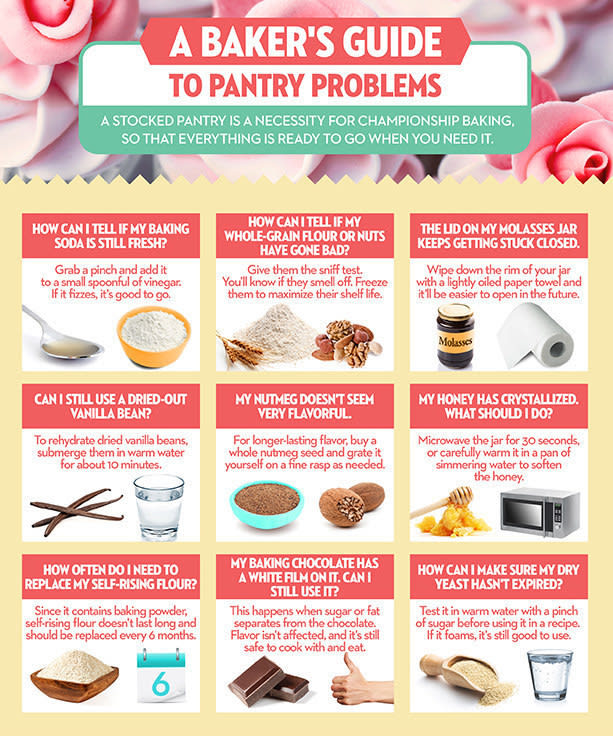 A BAKER'S GUIDE
TO PANTRY PROBLEMS
A STOCKED PANTRY IS A NECESSITY FOR CHAMPIONSHIP BAKING,
SO THAT EVERYTHING IS READY TO GO WHEN YOU NEED IT.
HOW CAN I TELL IF MY BAKING
SODA IS STILL FRESH?
Grab a pinch and add it
to a small spoonful of vinegar.
If it fizzes, it's good to go.
HOW CAN I TELL IF MY
WHOLE-GRAIN FLOUR OR NUTS
HAVE GONE BAD?
Give them the sniff test.
You'll know if they smell off. Freeze
them to maximize their shelf life.
THE LID ON MY MOLASSES JAR
KEEPS GETTING STUCK CLOSED.
Wipe down the rim of your jar
with a lightly oiled paper towel and
it'll be easier to open in the future.
Molasses
CAN I STILL USE A DRIED-OUT
VANILLA BEAN?
To rehydrate dried vanilla beans,
submerge them in warm water
for about 10 minutes.
MY NUTMEG DOESN'T SEEM
VERY FLAVORFUL.
For longer-lasting flavor, buy a
whole nutmeg seed and grate it
yourself on a fine rasp as needed.
MY HONEY HAS CRYSTALLIZED.
WHAT SHOULD I DO?
Microwave the jar for 30 seconds,
or carefully warm it in a pan of
simmering water to soften
the honey.
HOW OFTEN DO I NEED TO
REPLACE MY SELF-RISING FLOUR?
Since it contains baking powder,
self-rising flour doesn't last long and
should be replaced every 6 months.
6
MY BAKING CHOCOLATE HAS
A WHITE FILM ON IT. CAN I
STILL USE IT?
This happens when sugar or fat
separates from the chocolate.
Flavor isn't affected, and it's still
safe to cook with and eat.
HOW CAN I MAKE SURE MY DRY
YEAST HASN'T EXPIRED?
Test it in warm water with a pinch
of sugar before using it in a recipe.
If it foams, it's still good to use.